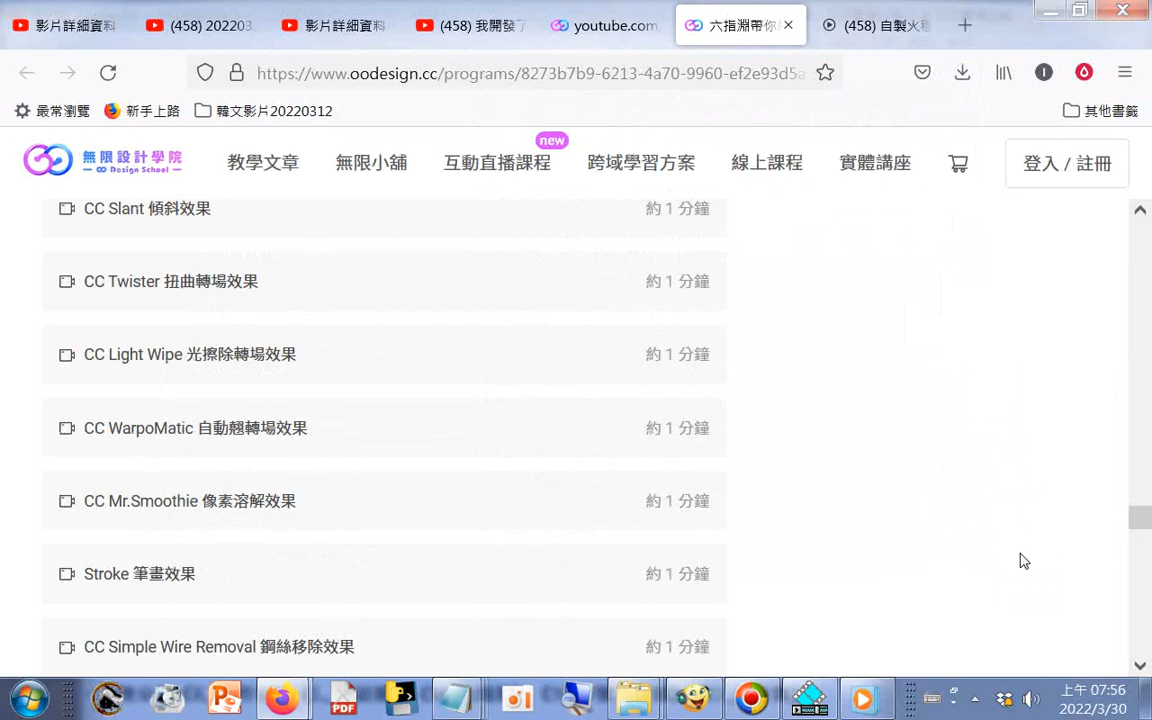 影片詳細資料
(458) 202203
影片詳細資料
(458) 我開發了
youtube.com
六指淵帶你
(458) 自製火
https://www.oodesign.cc/programs/8273b7b9-6213-4a70-9960-ef2e93d5a
最常瀏覽
新手上路
韓文影片20220312
其他書籤
無限設計學院
Design School
教學文章
無限小舖
互動直播課程
new
跨域學習方案
線上課程
實體講座
登入 / 註冊
CC Slant 傾斜效果 約 1 分鐘
CC Twister 扭曲轉場效果 約 1 分鐘
CC Light Wipe 光擦除轉場效果 約 1 分鐘
CC WarpoMatic 自動翹轉場效果 約 1 分鐘
CC Mr.Smoothie 像素溶解效果 約 1 分鐘
Stroke 筆畫效果 約 1 分鐘
CC Simple Wire Removal 鋼絲移除效果 約 1 分鐘
上午 07:56
2022/3/30